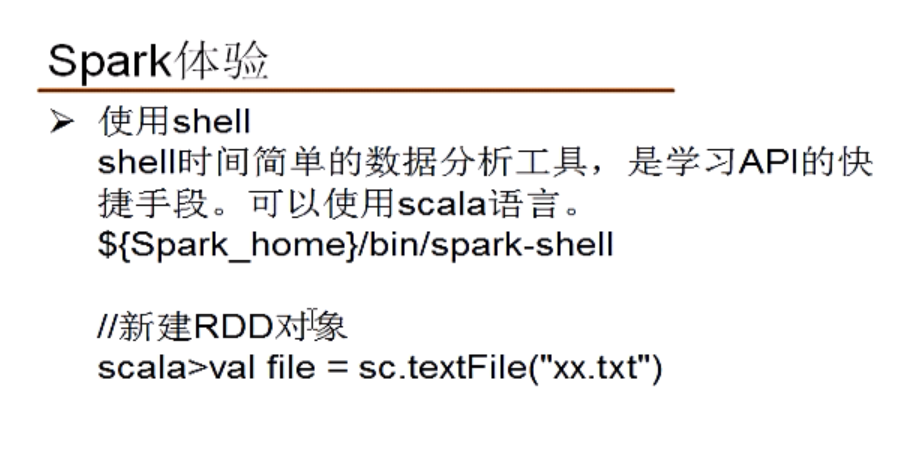 Spark体验
➢ 使用shell
shell时间简单的数据分析工具，是学习API的快
捷手段。可以使用scala语言。
${Spark_home}/bin/spark-shell
//新建RDD对象
scala>val file = sc.textFile("xx.txt")